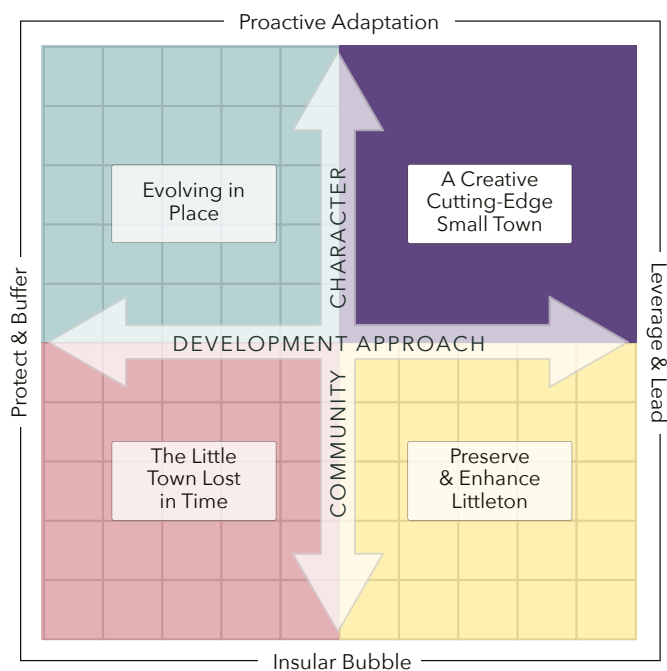 Proactive Adaptation
Evolving in
Place
A Creative
Cutting-Edge
Small Town
CHARACTER
Protect & Buffer
Leverage & Lead
DEVELOPMENT APPROACH
COMMUNITY
The Little
Town Lost
in Time
Preserve
& Enhance
Littleton
Insular Bubble